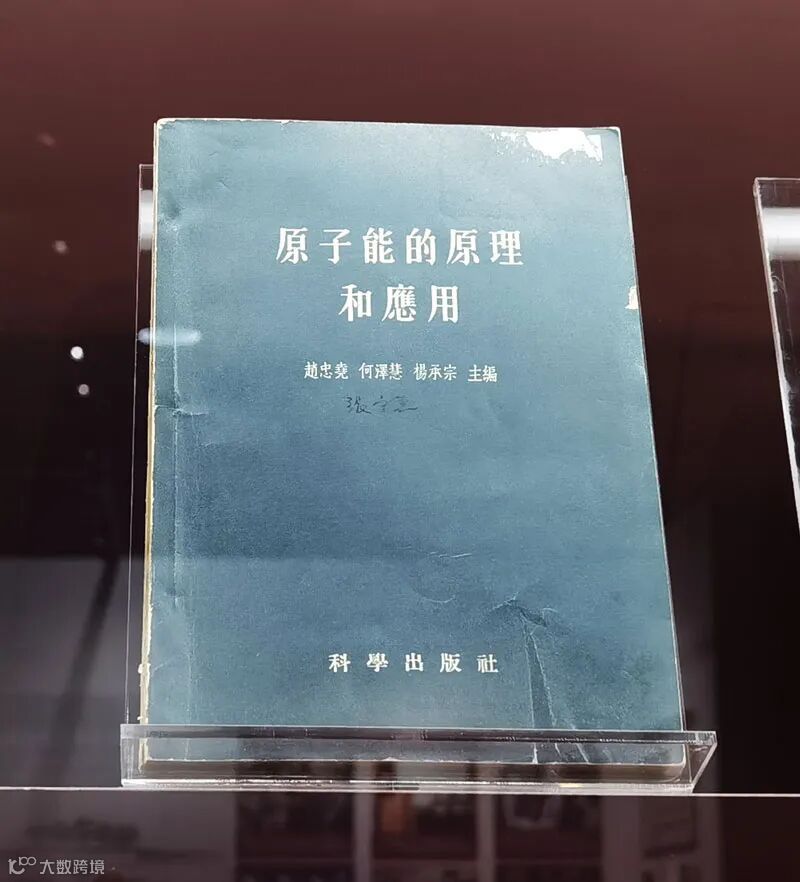 原子能的原理
和應用
趙忠堯 何澤慧 楊承宗 主編
科學出版社
大数跨境